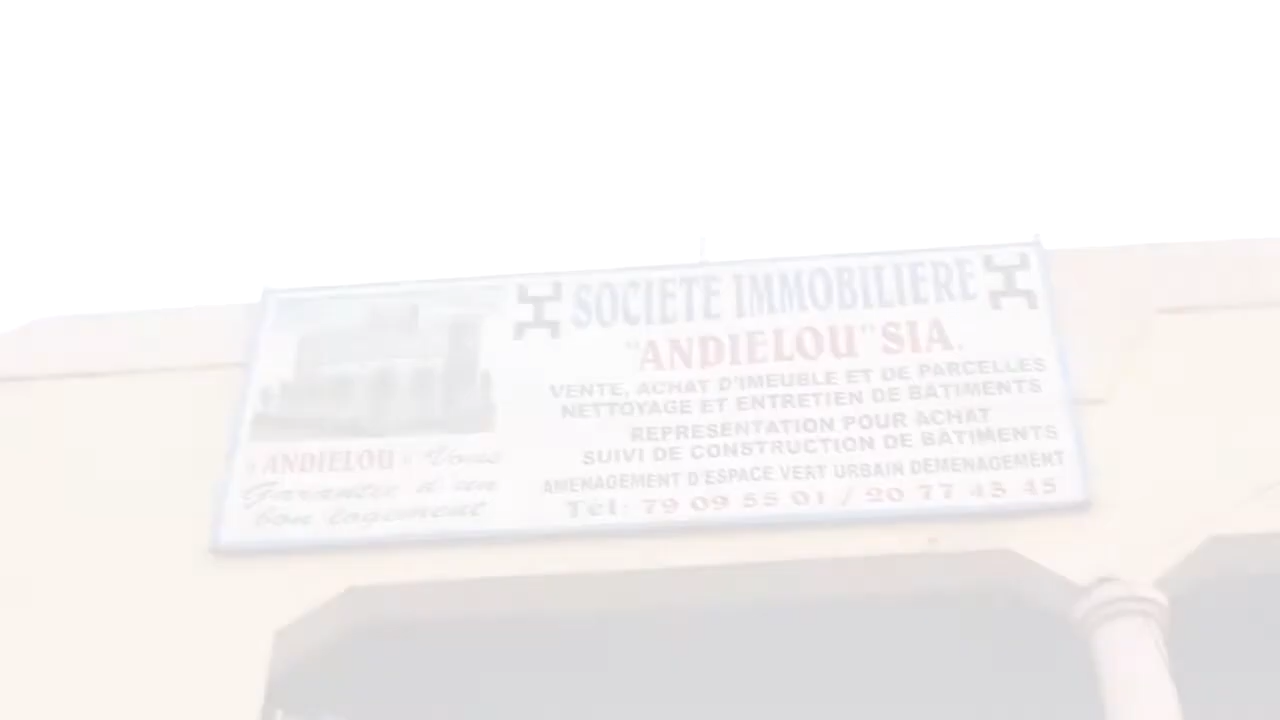 SOCIETE IMMOBILIERE
"ANDIELOU" SIA.
VENTE, ACHAT D'IMEUBLE ET DE PARCELLES
NETTOYAGE ET ENTRETIEN DE BATIMENTS
REPRESENTATION POUR ACHAT
SUIVI DE CONSTRUCTION DE BATIMENTS
AMENAGEMENT D'ESPACE VERT URBAIN DEMENAGEMENT
Tél: 79 09 55 01 / 20 77 45 45
"ANDIELOU" Vous
Garantie d'un
bon logement